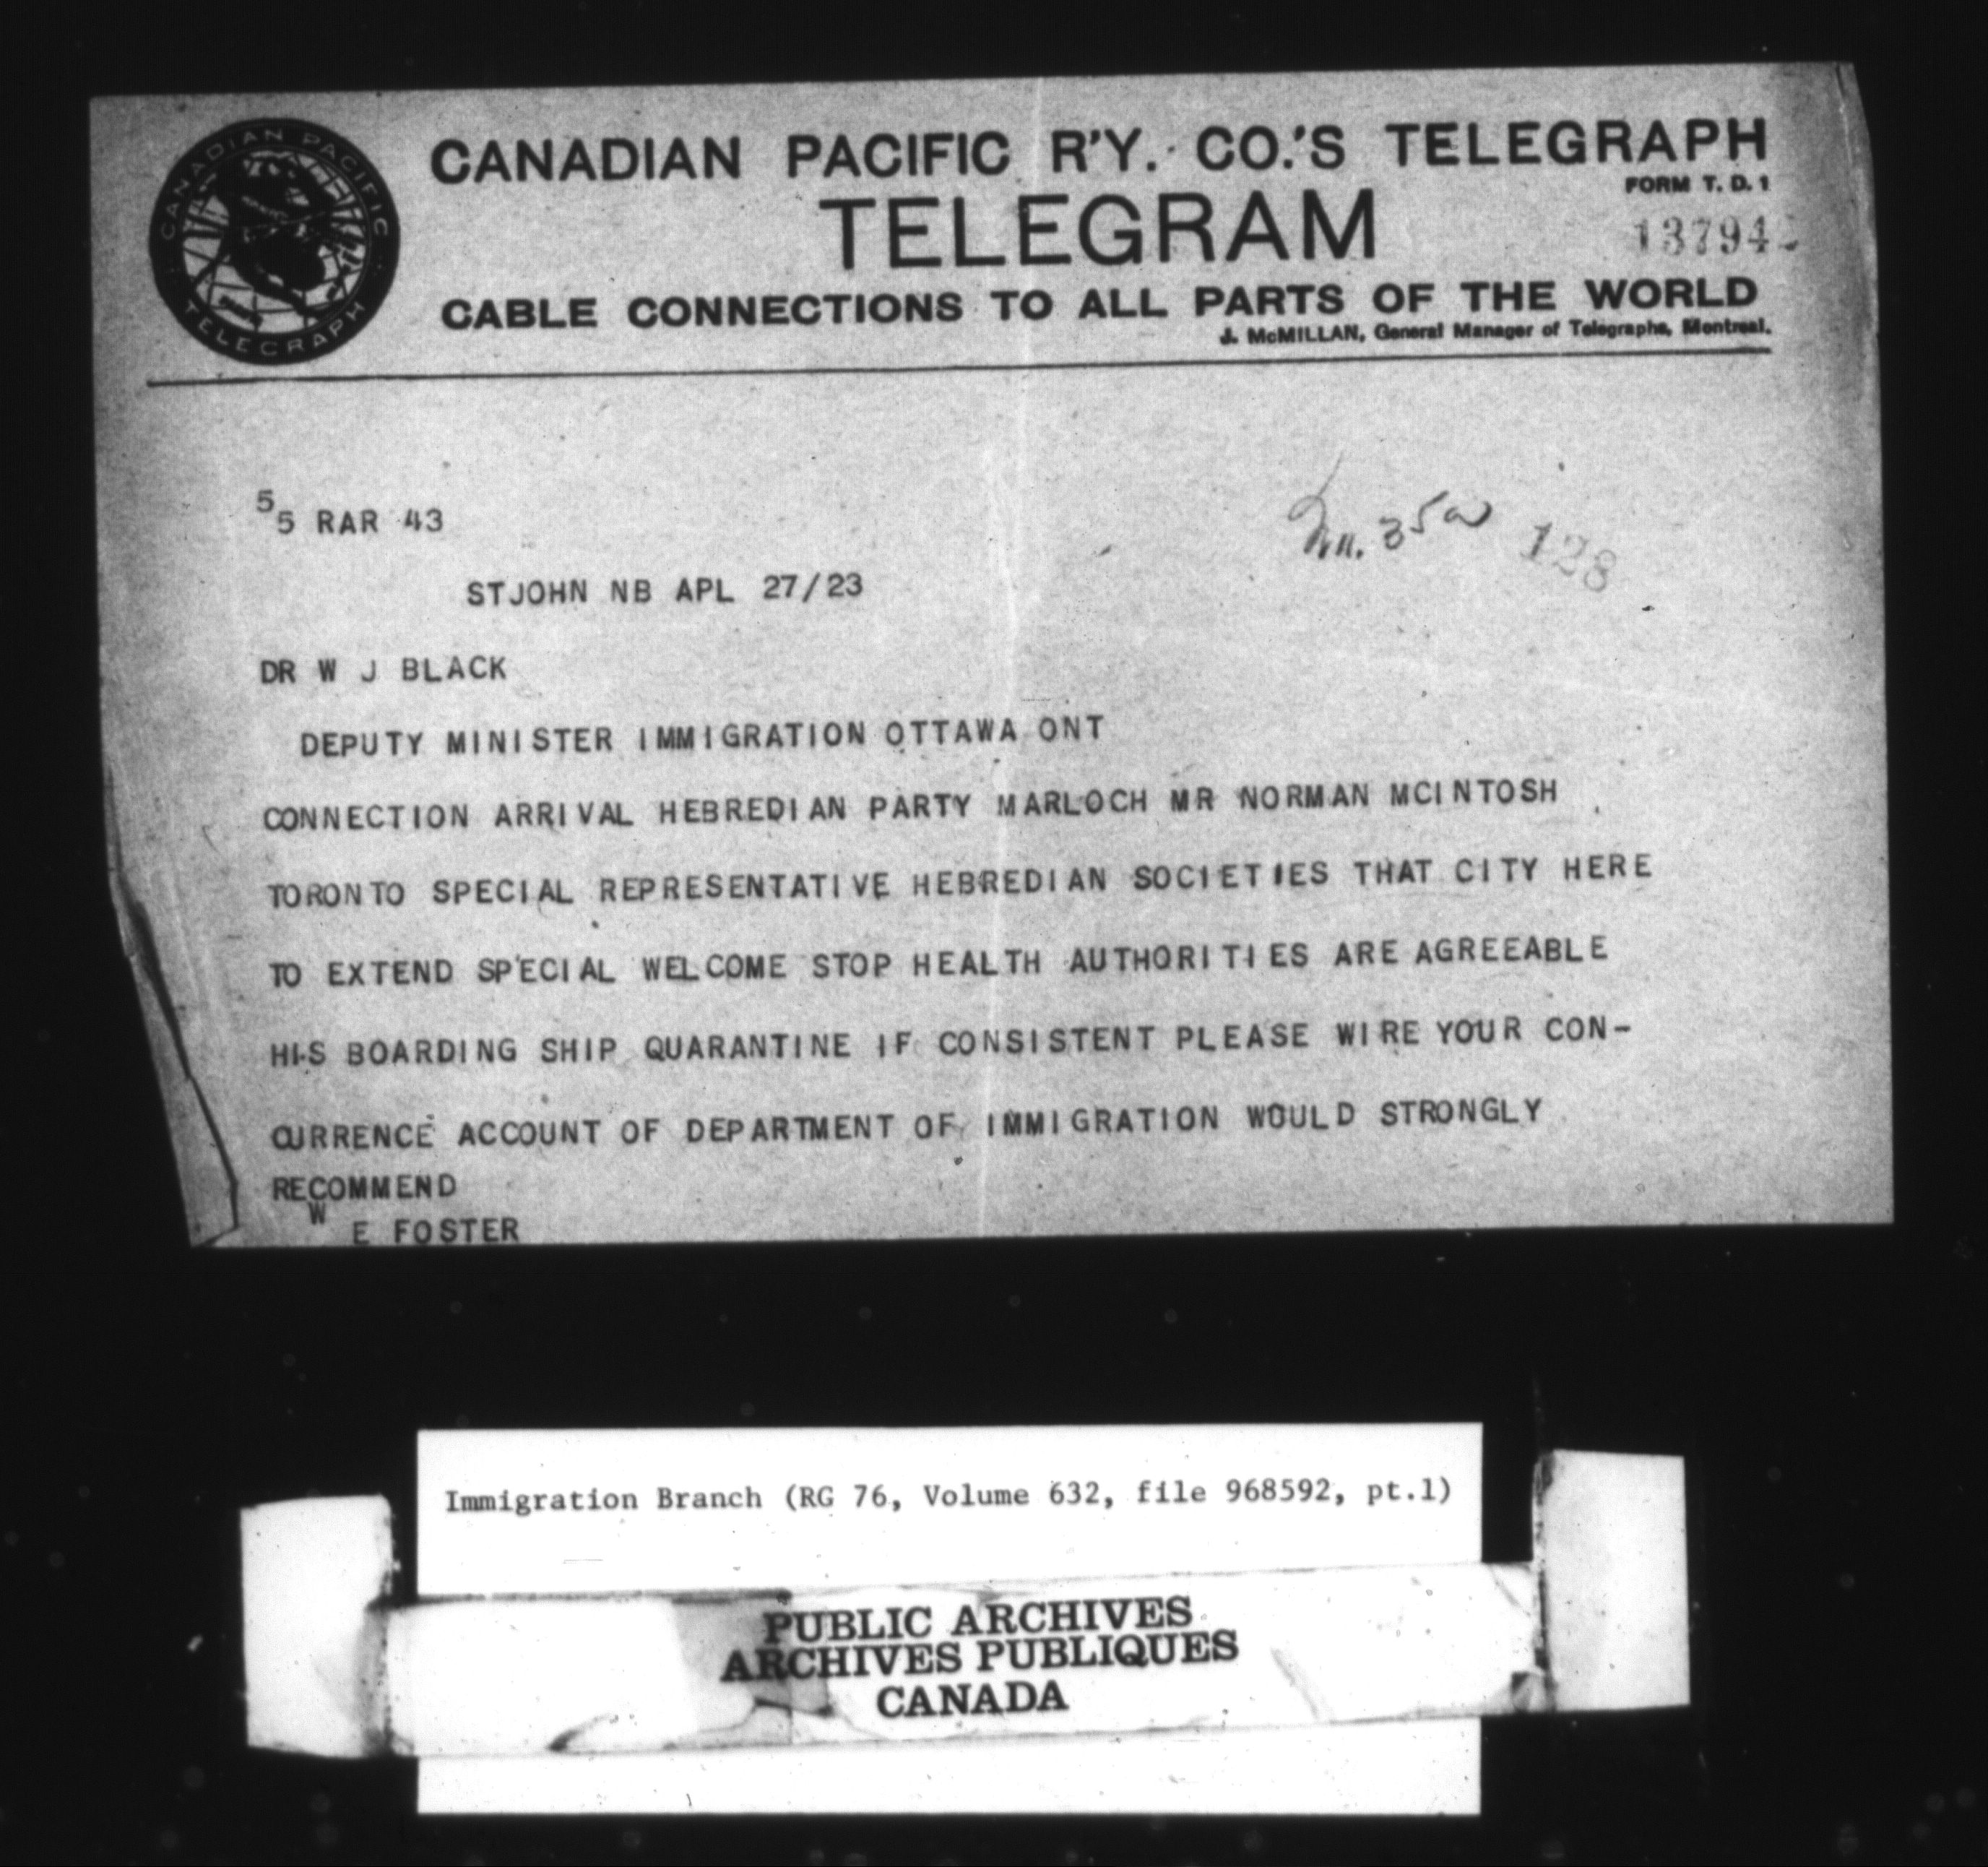 CANADIAN PACIFIC
TELEGRAPH
CANADIAN PACIFIC R'Y. CO.'S TELEGRAPH
FORM T. D. 1
TELEGRAM
13794
CABLE CONNECTIONS TO ALL PARTS OF THE WORLD
J. McMILLAN, General Manager of Telegraphs, Montreal.
55 RAR 43
128
STJOHN NB APL 27/23
DR W J BLACK
DEPUTY MINISTER IMMIGRATION OTTAWA ONT
CONNECTION ARRIVAL HEBREDIAN PARTY MARLOCH MR NORMAN MCINTOSH
TORONTO SPECIAL REPRESENTATIVE HEBREDIAN SOCIETIES THAT CITY HERE
TO EXTEND SPECIAL WELCOME STOP HEALTH AUTHORITIES ARE AGREEABLE
HIS BOARDING SHIP QUARANTINE IF CONSISTENT PLEASE WIRE YOUR CON-
CURRENCE ACCOUNT OF DEPARTMENT OF IMMIGRATION WOULD STRONGLY
RECOMMEND
W E FOSTER
Immigration Branch (RG 76, Volume 632, file 968592, pt.1)
PUBLIC ARCHIVES
ARCHIVES PUBLIQUES
CANADA